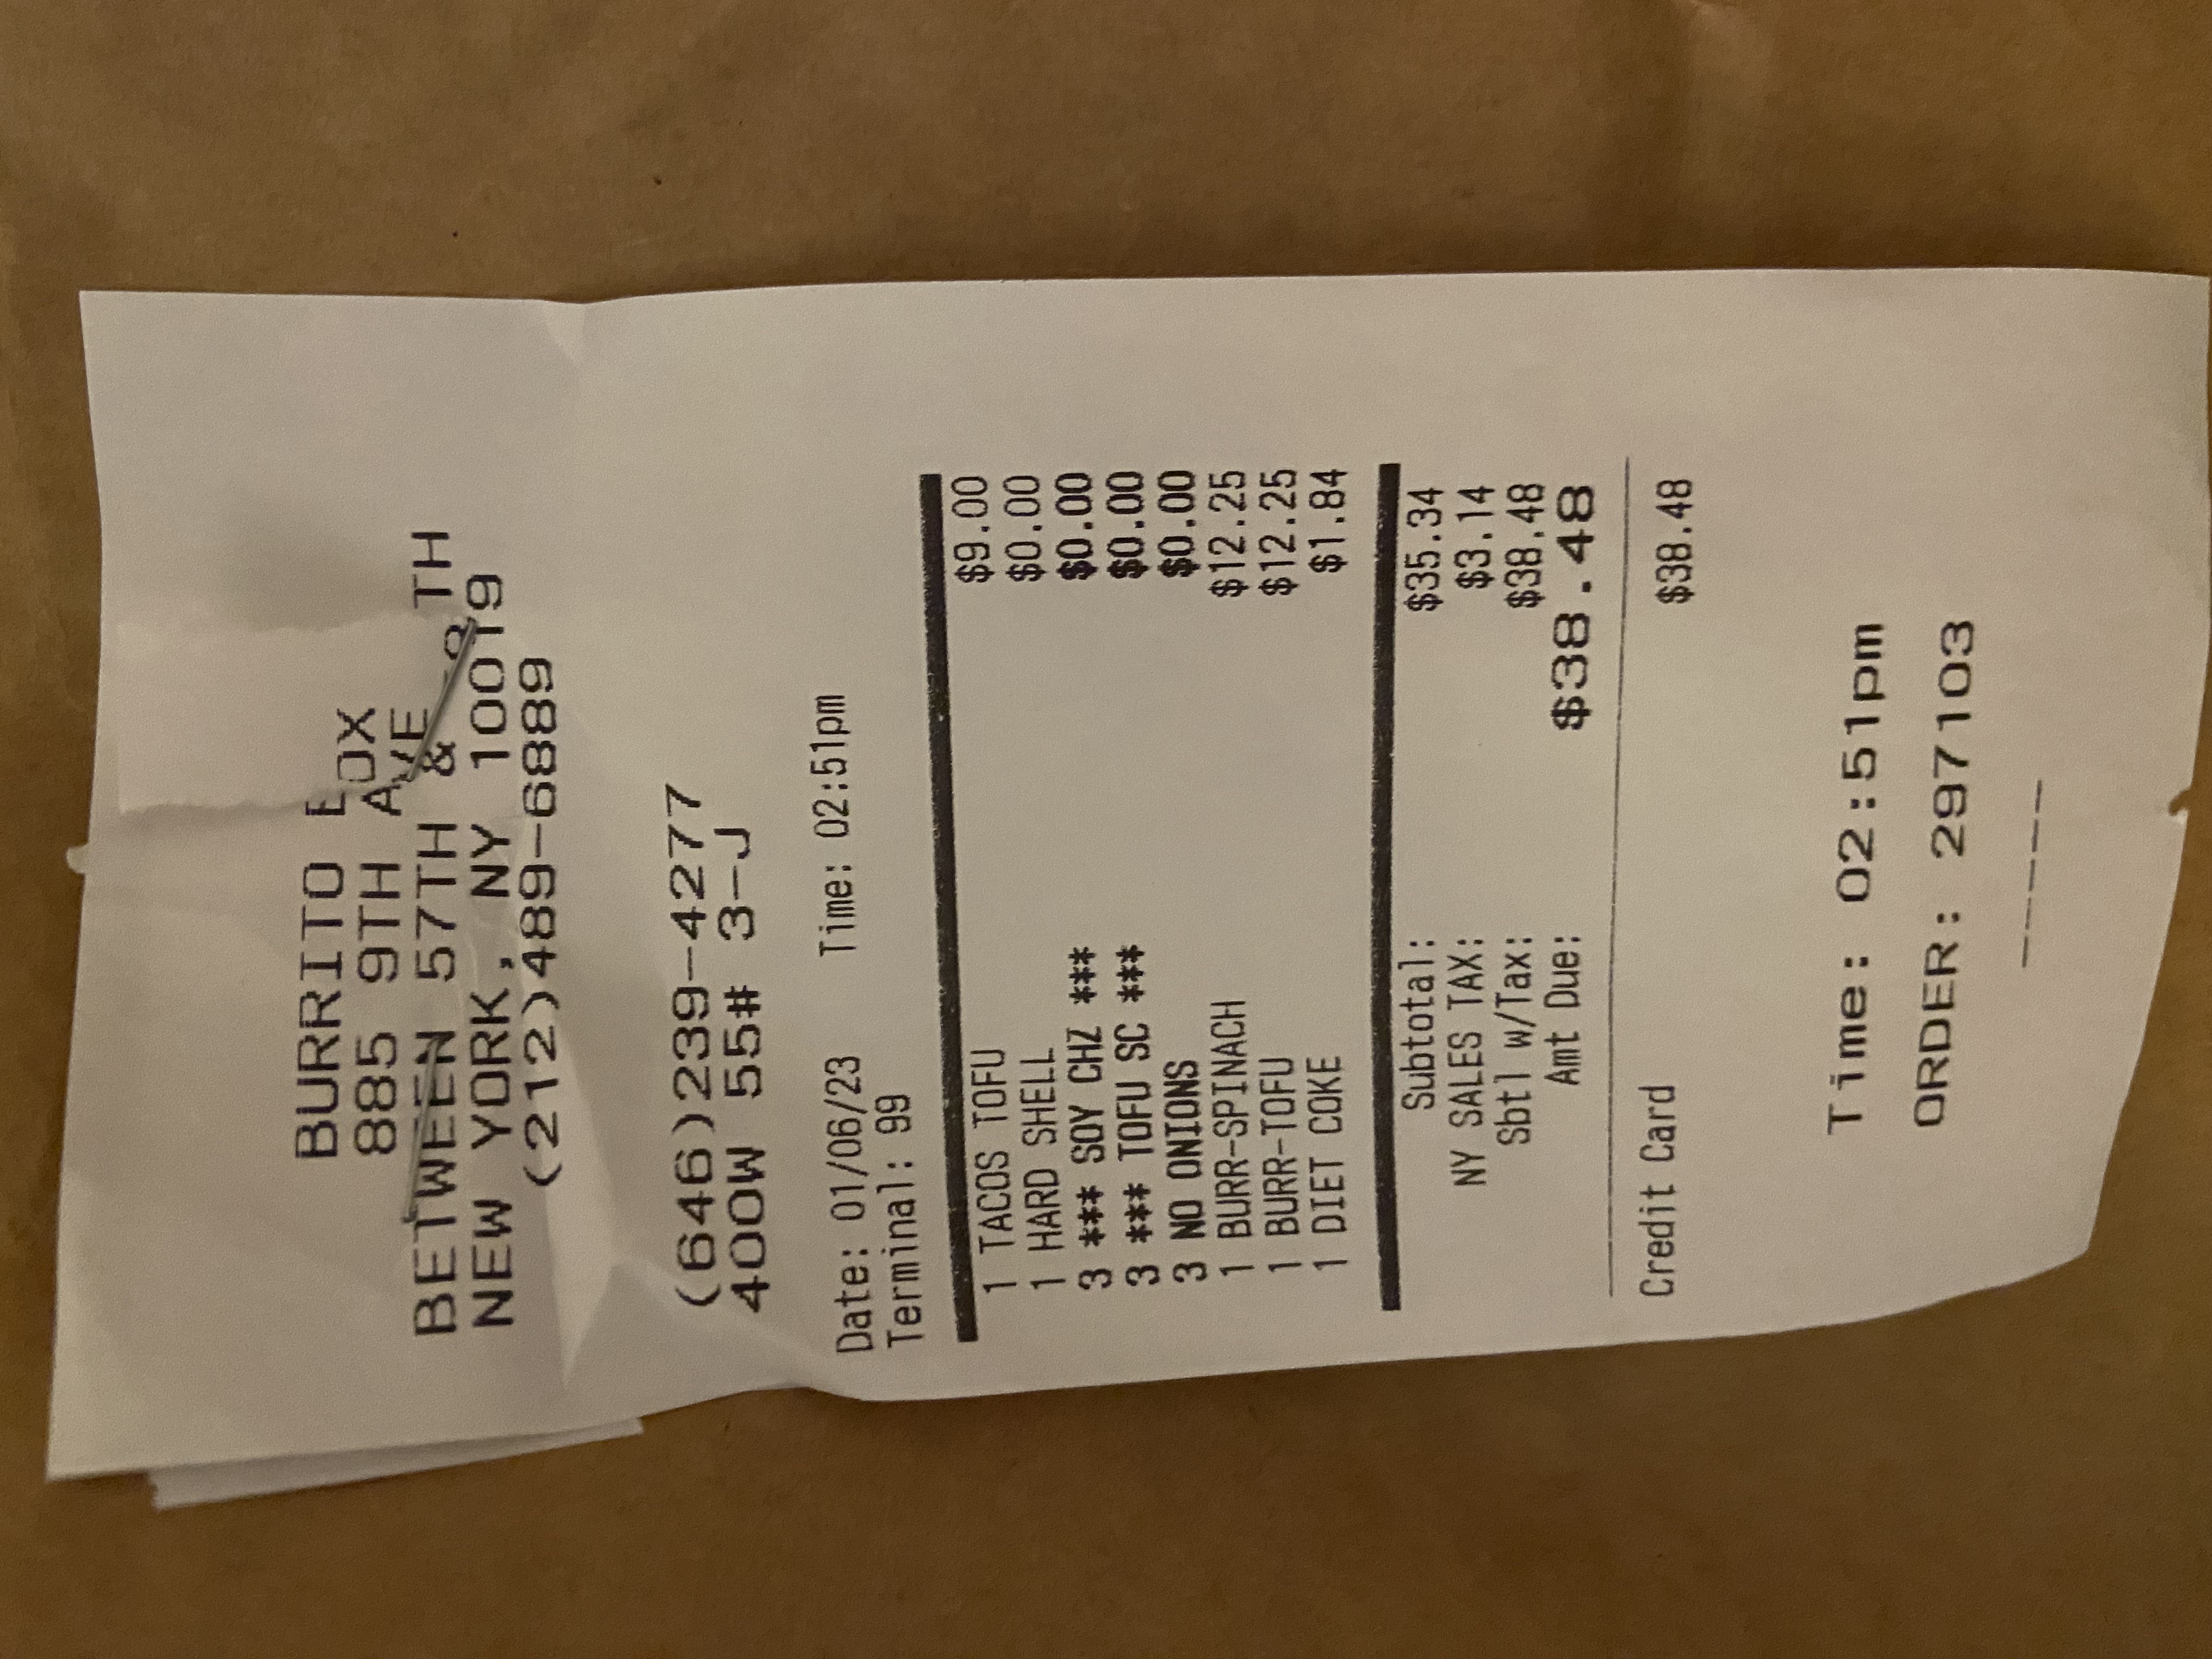 BURRITO BOX
885 9TH AVE
BETWEEN 57TH & TH
NEW YORK, NY 10019
(212)489-6889
(646)239-4277
400W 55# 3-J
Date: 01/06/23 Time: 02:51pm
Terminal: 99
1 TACOS TOFU $9.00
1 HARD SHELL $0.00
3 *** SOY CHZ *** $0.00
3 *** TOFU SC *** $0.00
3 NO ONIONS $0.00
1 BURR-SPINACH $12.25
1 BURR-TOFU $12.25
1 DIET COKE $1.84
Subtotal: $35.34
NY SALES TAX: $3.14
Sbtl w/Tax: $38.48
Amt Due: $38.48
Credit Card $38.48
Time: 02:51pm
ORDER: 297103
-----